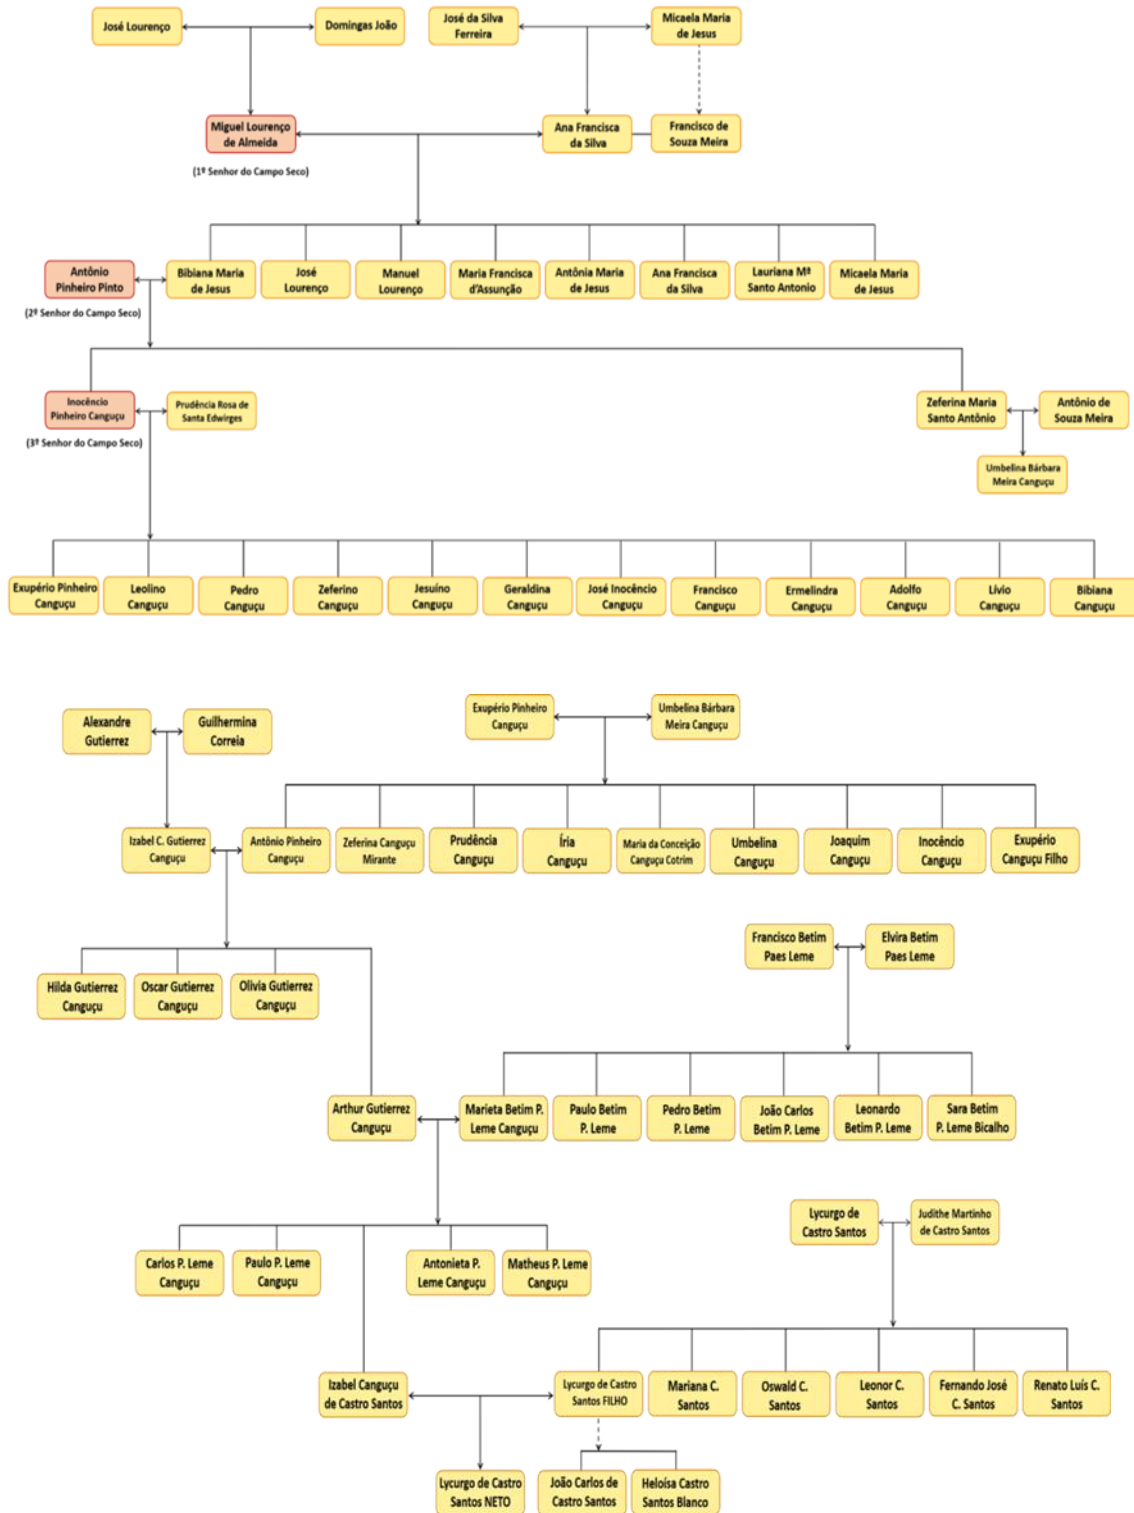 José Lourenço
Domingas João
José da Silva
Ferreira
Micaela Maria
de Jesus
Miguel Lourenço
de Almeida
Ana Francisca
da Silva
Francisco de
Souza Meira
(1º Senhor do Campo Seco)
Antônio
Pinheiro Pinto
Bibiana Maria
de Jesus
José
Lourenço
Manuel
Lourenço
Maria Francisca
d'Assunção
Antônia Maria
de Jesus
Ana Francisca
da Silva
Lauriana Mª
Santo Antonio
Micaela Maria
de Jesus
(2º Senhor do Campo Seco)
Inocêncio
Pinheiro Canguçu
Prudência Rosa de
Santa Edwirges
Zeferina Maria
Santo Antônio
Antônio de
Souza Meira
(3º Senhor do Campo Seco)
Umbelina Bárbara
Meira Canguçu
Exupério Pinheiro
Canguçu
Leolino
Canguçu
Pedro
Canguçu
Zeferino
Canguçu
Jesuíno
Canguçu
Geraldina
Canguçu
José Inocêncio
Canguçu
Francisco
Canguçu
Ermelindra
Canguçu
Adolfo
Canguçu
Lívio
Canguçu
Bibiana
Canguçu
Alexandre
Gutierrez
Guilhermina
Correia
Exupério Pinheiro
Canguçu
Umbelina Bárbara
Meira Canguçu
Izabel C. Gutierrez
Canguçu
Antônio Pinheiro
Canguçu
Zeferina Canguçu
Mirante
Prudência
Canguçu
Íria
Canguçu
Maria da Conceição
Canguçu Cotrim
Umbelina
Canguçu
Joaquim
Canguçu
Inocêncio
Canguçu
Exupério
Canguçu Filho
Francisco Betim
Paes Leme
Elvira Betim
Paes Leme
Hilda Gutierrez
Canguçu
Oscar Gutierrez
Canguçu
Olivia Gutierrez
Canguçu
Arthur Gutierrez
Canguçu
Marieta Betim P.
Leme Canguçu
Paulo Betim
P. Leme
Pedro Betim
P. Leme
João Carlos
Betim P. Leme
Leonardo
Betim P. Leme
Sara Betim
P. Leme Bicalho
Lycurgo de
Castro Santos
Judithe Martinho
de Castro Santos
Carlos P. Leme
Canguçu
Paulo P. Leme
Canguçu
Antonieta P.
Leme Canguçu
Matheus P. Leme
Canguçu
Izabel Canguçu
de Castro Santos
Lycurgo de Castro
Santos FILHO
Mariana C.
Santos
Oswald C.
Santos
Leonor C.
Santos
Fernando José
C. Santos
Renato Luís C.
Santos
Lycurgo de Castro
Santos NETO
João Carlos de
Castro Santos
Heloísa Castro
Santos Blanco